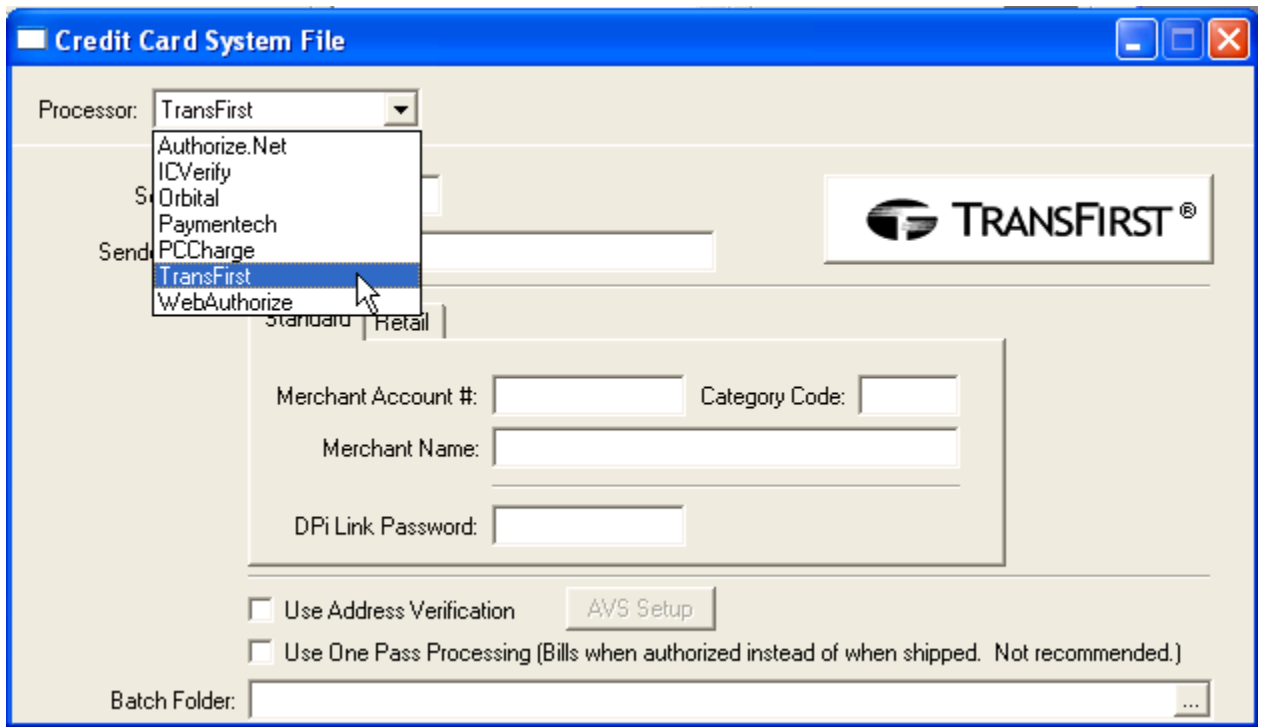 Credit Card System File
Processor: TransFirst
Authorize.Net
ICVerify
Orbital
Paymentech
PCCharge
TransFirst
WebAuthorize
TRANSFIRST ®
Standard Retail
Merchant Account #: Category Code:
Merchant Name:
DPi Link Password:
Use Address Verification AVS Setup
Use One Pass Processing (Bills when authorized instead of when shipped. Not recommended.)
Batch Folder: ...